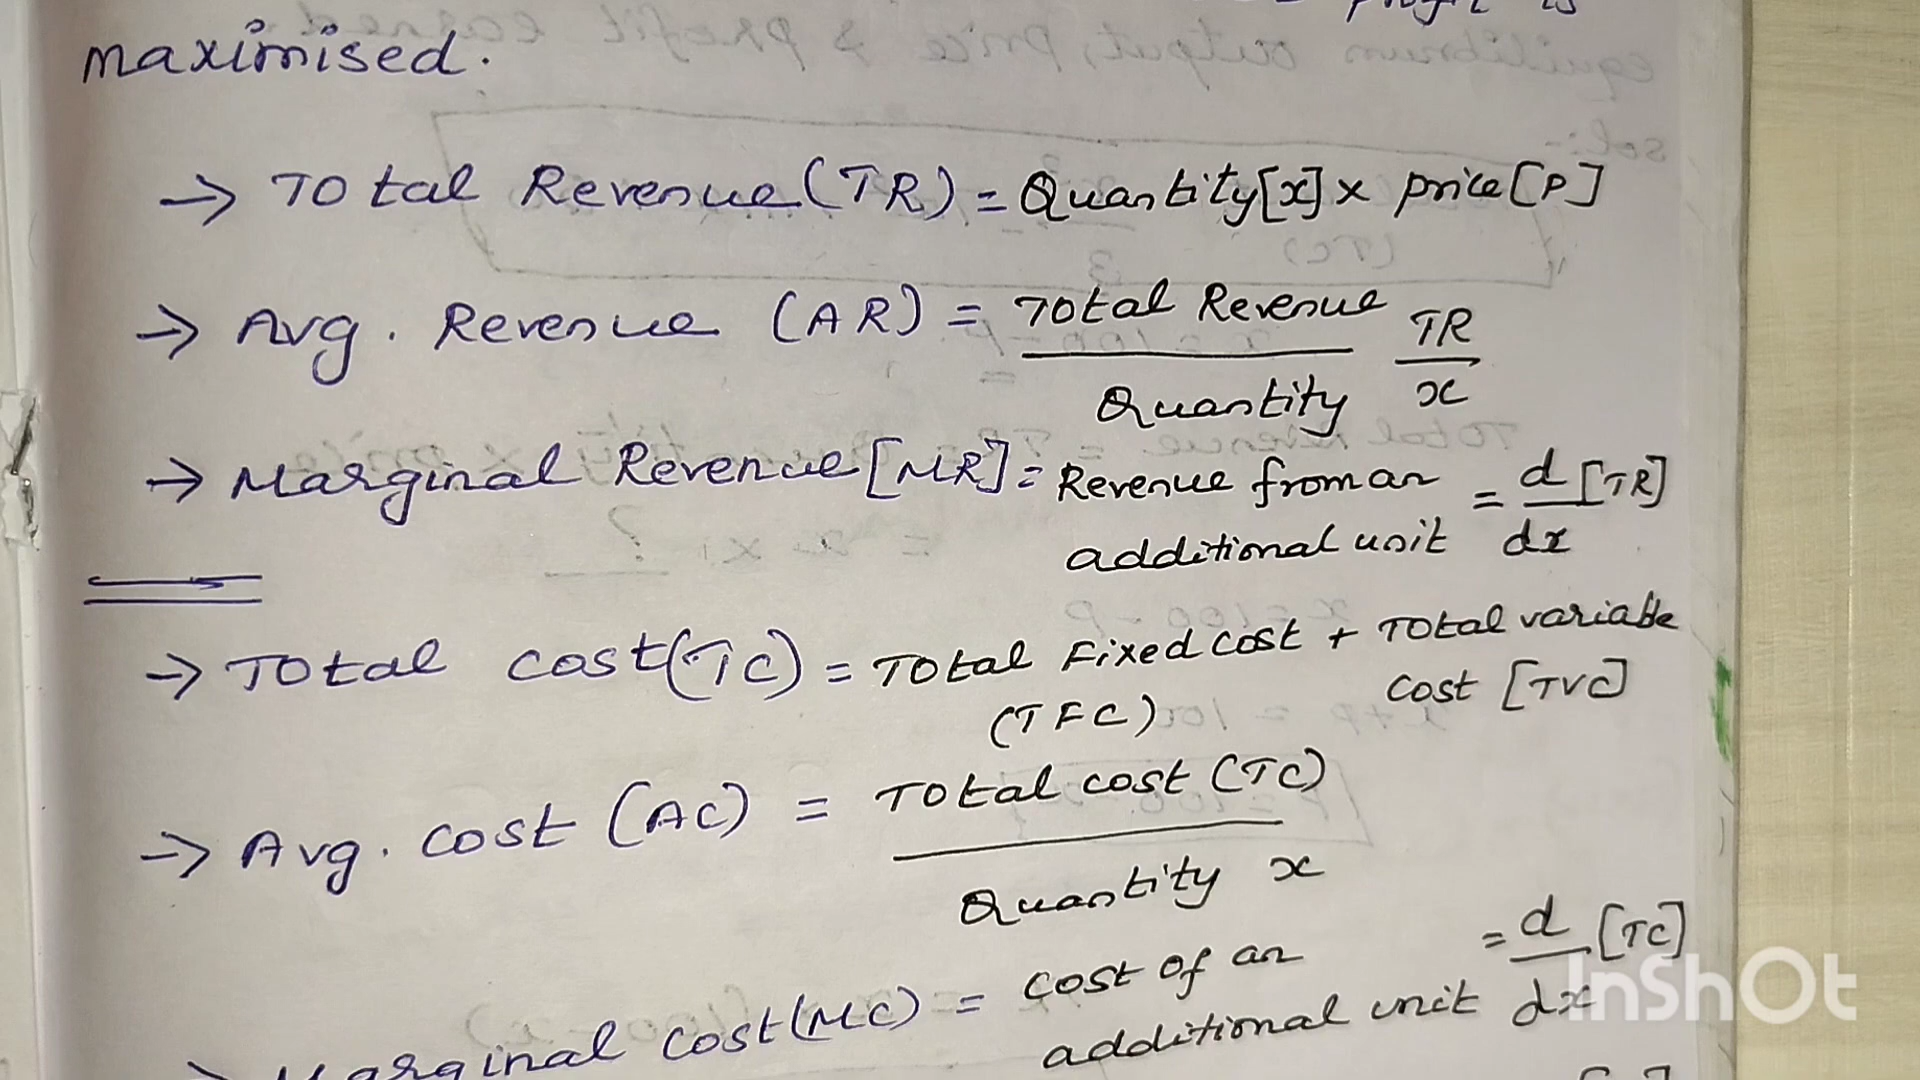 profit is
maximised.
→ Total Revenue (TR) = Quantity[x] x price [P]
→ Avg. Revenue (AR) = Total Revenue / Quantity TR / x
→ Marginal Revenue [MR] = Revenue from an additional unit = d/dx [TR]
→ Total cost (TC) = Total Fixed cost + Total variable
(TFC) cost [TVC]
→ Avg. cost (AC) = Total cost (TC) / Quantity x
→ Marginal cost (MC) = cost of an additional unit = d/dx [TC]
InShOt